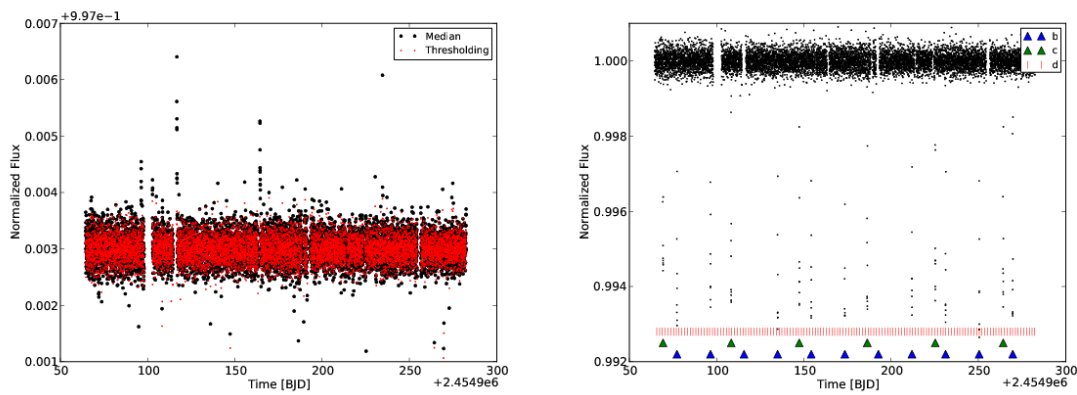 +9.97e−1
0.007
0.006
0.005
0.004
0.003
0.002
0.001
Normalized Flux
Median
Thresholding
50
100
150
200
250
300
Time [BJD]
+2.4549e6
1.000
0.998
0.996
0.994
0.992
Normalized Flux
b
c
d
50
100
150
200
250
300
Time [BJD]
+2.4549e6